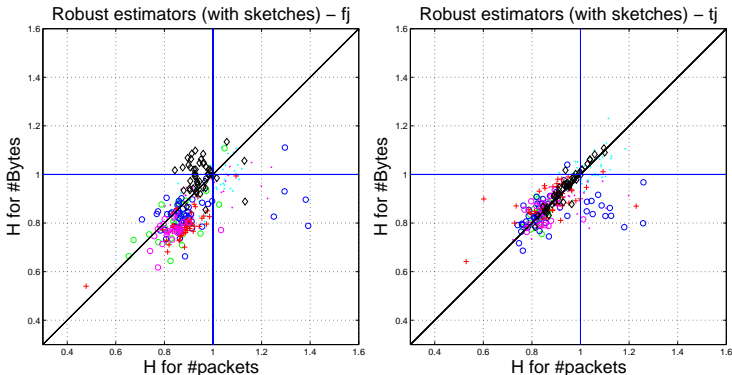 Robust estimators (with sketches) – fj
1.6
1.4
1.2
1
0.8
0.6
0.4
H for #Bytes
0.4 0.6 0.8 1 1.2 1.4 1.6
H for #packets
Robust estimators (with sketches) – tj
1.6
1.4
1.2
1
0.8
0.6
0.4
H for #Bytes
0.4 0.6 0.8 1 1.2 1.4 1.6
H for #packets